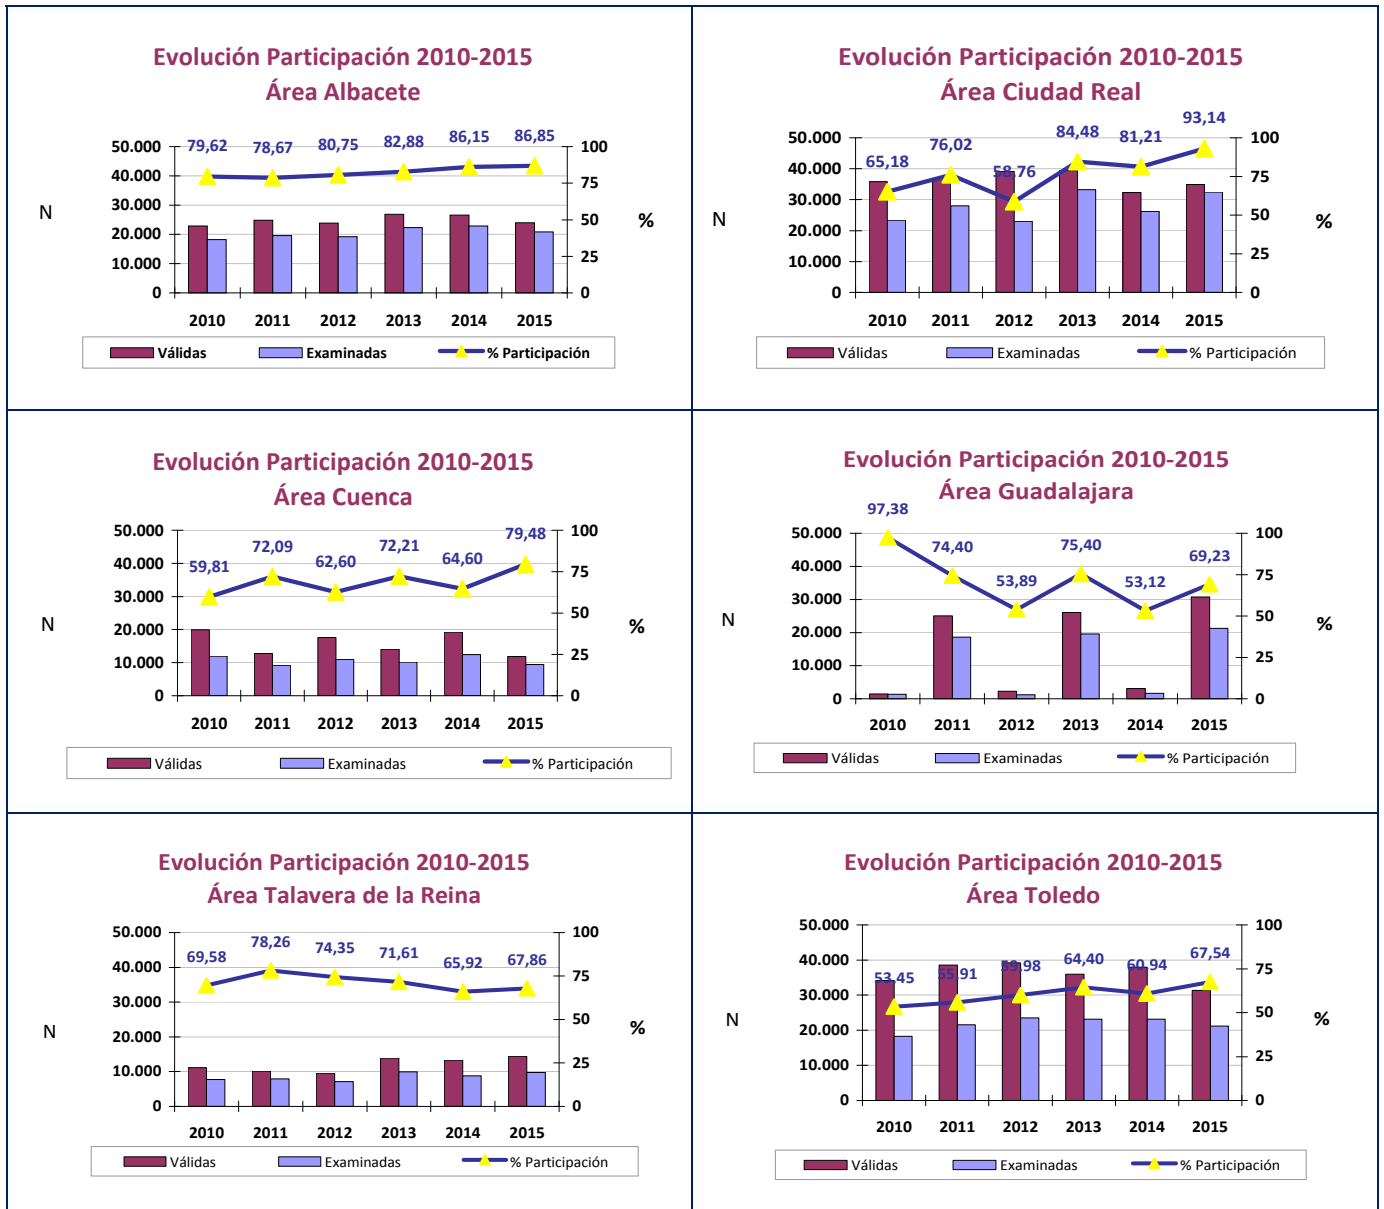 Evolución Participación 2010-2015
Área Albacete
79,62 78,67 80,75 82,88 86,15 86,85
50.000 100
40.000 75
30.000
N 50 %
20.000
25
10.000
0 0
2010 2011 2012 2013 2014 2015
Válidas Examinadas % Participación
Evolución Participación 2010-2015
Área Ciudad Real
65,18 76,02 58,76 84,48 81,21 93,14
50.000 100
40.000 75
30.000
N 50 %
20.000
25
10.000
0 0
2010 2011 2012 2013 2014 2015
Válidas Examinadas % Participación
Evolución Participación 2010-2015
Área Cuenca
59,81 72,09 62,60 72,21 64,60 79,48
50.000 100
40.000 75
30.000
N 50 %
20.000
25
10.000
0 0
2010 2011 2012 2013 2014 2015
Válidas Examinadas % Participación
Evolución Participación 2010-2015
Área Guadalajara
97,38 74,40 53,89 75,40 53,12 69,23
50.000 100
40.000 75
30.000
N 50 %
20.000
25
10.000
0 0
2010 2011 2012 2013 2014 2015
Válidas Examinadas % Participación
Evolución Participación 2010-2015
Área Talavera de la Reina
69,58 78,26 74,35 71,61 65,92 67,86
50.000 100
40.000 75
30.000
N 50 %
20.000
25
10.000
0 0
2010 2011 2012 2013 2014 2015
Válidas Examinadas % Participación
Evolución Participación 2010-2015
Área Toledo
53,45 55,91 59,98 64,40 60,94 67,54
50.000 100
40.000 75
30.000
N 50 %
20.000
25
10.000
0 0
2010 2011 2012 2013 2014 2015
Válidas Examinadas % Participación